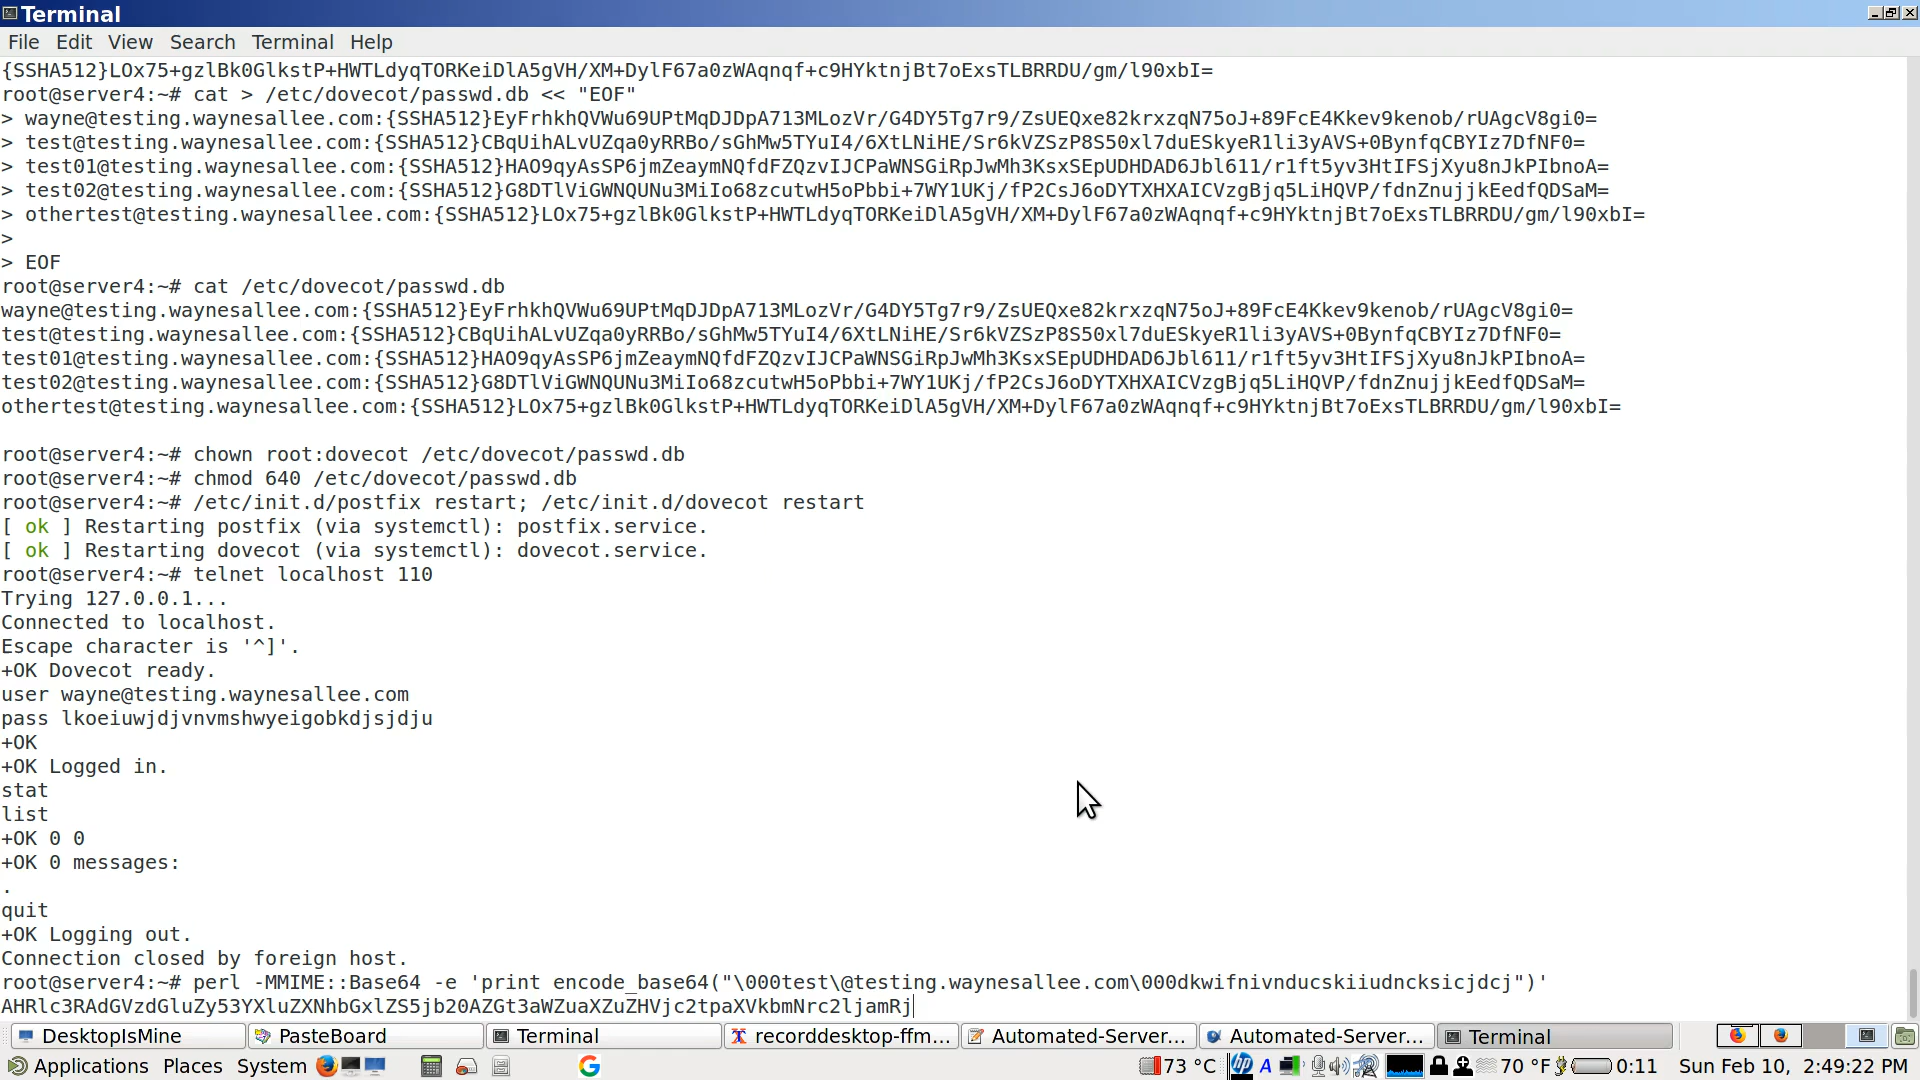 Terminal
File Edit View Search Terminal Help
{SSHA512}LOx75+gzlBk0GlkstP+HWTLdyqTORKeiDlA5gVH/XM+DylF67a0zWAqnqf+c9HYktnjBt7oExsTLBRRDU/gm/l90xbI=
root@server4:~# cat > /etc/dovecot/passwd.db << "EOF"
> wayne@testing.waynesallee.com:{SSHA512}EyFrhkhQVWu69UPtMqDJDpA713MLozVr/G4DY5Tg7r9/ZsUEQxe82krxzqN75oJ+89FcE4Kkev9kenob/rUAgcV8gi0=
> test@testing.waynesallee.com:{SSHA512}CBqUihALvUZqa0yRRBo/sGhMw5TYuI4/6XtLNiHE/Sr6kVZSzP8S50xl7duESkyeR1li3yAVS+0BynfqCBYIz7DfNF0=
> test01@testing.waynesallee.com:{SSHA512}HAO9qyAsSP6jmZeaymNQfdFZQzvIJCPaWNSGiRpJwMh3KsxSEpUDHDAD6Jbl611/r1ft5yv3HtIFSjXyu8nJkPIbnoA=
> test02@testing.waynesallee.com:{SSHA512}G8DTlViGWNQUNu3MiIo68zcutwH5oPbbi+7WY1UKj/fP2CsJ6oDYTXHXAICVzgBjq5LiHQVP/fdnZnujjkEedfQDSaM=
> othertest@testing.waynesallee.com:{SSHA512}LOx75+gzlBk0GlkstP+HWTLdyqTORKeiDlA5gVH/XM+DylF67a0zWAqnqf+c9HYktnjBt7oExsTLBRRDU/gm/l90xbI=
>
> EOF
root@server4:~# cat /etc/dovecot/passwd.db
wayne@testing.waynesallee.com:{SSHA512}EyFrhkhQVWu69UPtMqDJDpA713MLozVr/G4DY5Tg7r9/ZsUEQxe82krxzqN75oJ+89FcE4Kkev9kenob/rUAgcV8gi0=
test@testing.waynesallee.com:{SSHA512}CBqUihALvUZqa0yRRBo/sGhMw5TYuI4/6XtLNiHE/Sr6kVZSzP8S50xl7duESkyeR1li3yAVS+0BynfqCBYIz7DfNF0=
test01@testing.waynesallee.com:{SSHA512}HAO9qyAsSP6jmZeaymNQfdFZQzvIJCPaWNSGiRpJwMh3KsxSEpUDHDAD6Jbl611/r1ft5yv3HtIFSjXyu8nJkPIbnoA=
test02@testing.waynesallee.com:{SSHA512}G8DTlViGWNQUNu3MiIo68zcutwH5oPbbi+7WY1UKj/fP2CsJ6oDYTXHXAICVzgBjq5LiHQVP/fdnZnujjkEedfQDSaM=
othertest@testing.waynesallee.com:{SSHA512}LOx75+gzlBk0GlkstP+HWTLdyqTORKeiDlA5gVH/XM+DylF67a0zWAqnqf+c9HYktnjBt7oExsTLBRRDU/gm/l90xbI=
root@server4:~# chown root:dovecot /etc/dovecot/passwd.db
root@server4:~# chmod 640 /etc/dovecot/passwd.db
root@server4:~# /etc/init.d/postfix restart; /etc/init.d/dovecot restart
[ ok ] Restarting postfix (via systemctl): postfix.service.
[ ok ] Restarting dovecot (via systemctl): dovecot.service.
root@server4:~# telnet localhost 110
Trying 127.0.0.1...
Connected to localhost.
Escape character is '^]'.
+OK Dovecot ready.
user wayne@testing.waynesallee.com
pass lkoeiuwjdjvnvmshwyeigobkdjsjdju
+OK
+OK Logged in.
stat
list
+OK 0 0
+OK 0 messages:
.
quit
+OK Logging out.
Connection closed by foreign host.
root@server4:~# perl -MMIME::Base64 -e 'print encode_base64("\000test\@testing.waynesallee.com\000dkwifnivnducskiiudncksicjdcj")'
AHRlc3RAdGVzdGluZy53YXluZXNhbGxlZS5jb20AZGt3aWZuaXZuZHVjc2tpaXVkbmNrc2ljamRj
DesktopIsMine PasteBoard Terminal recorddesktop-ffm... Automated-Server... Automated-Server... Terminal
Applications Places System 73 °C A 70 °F 0:11 Sun Feb 10, 2:49:22 PM